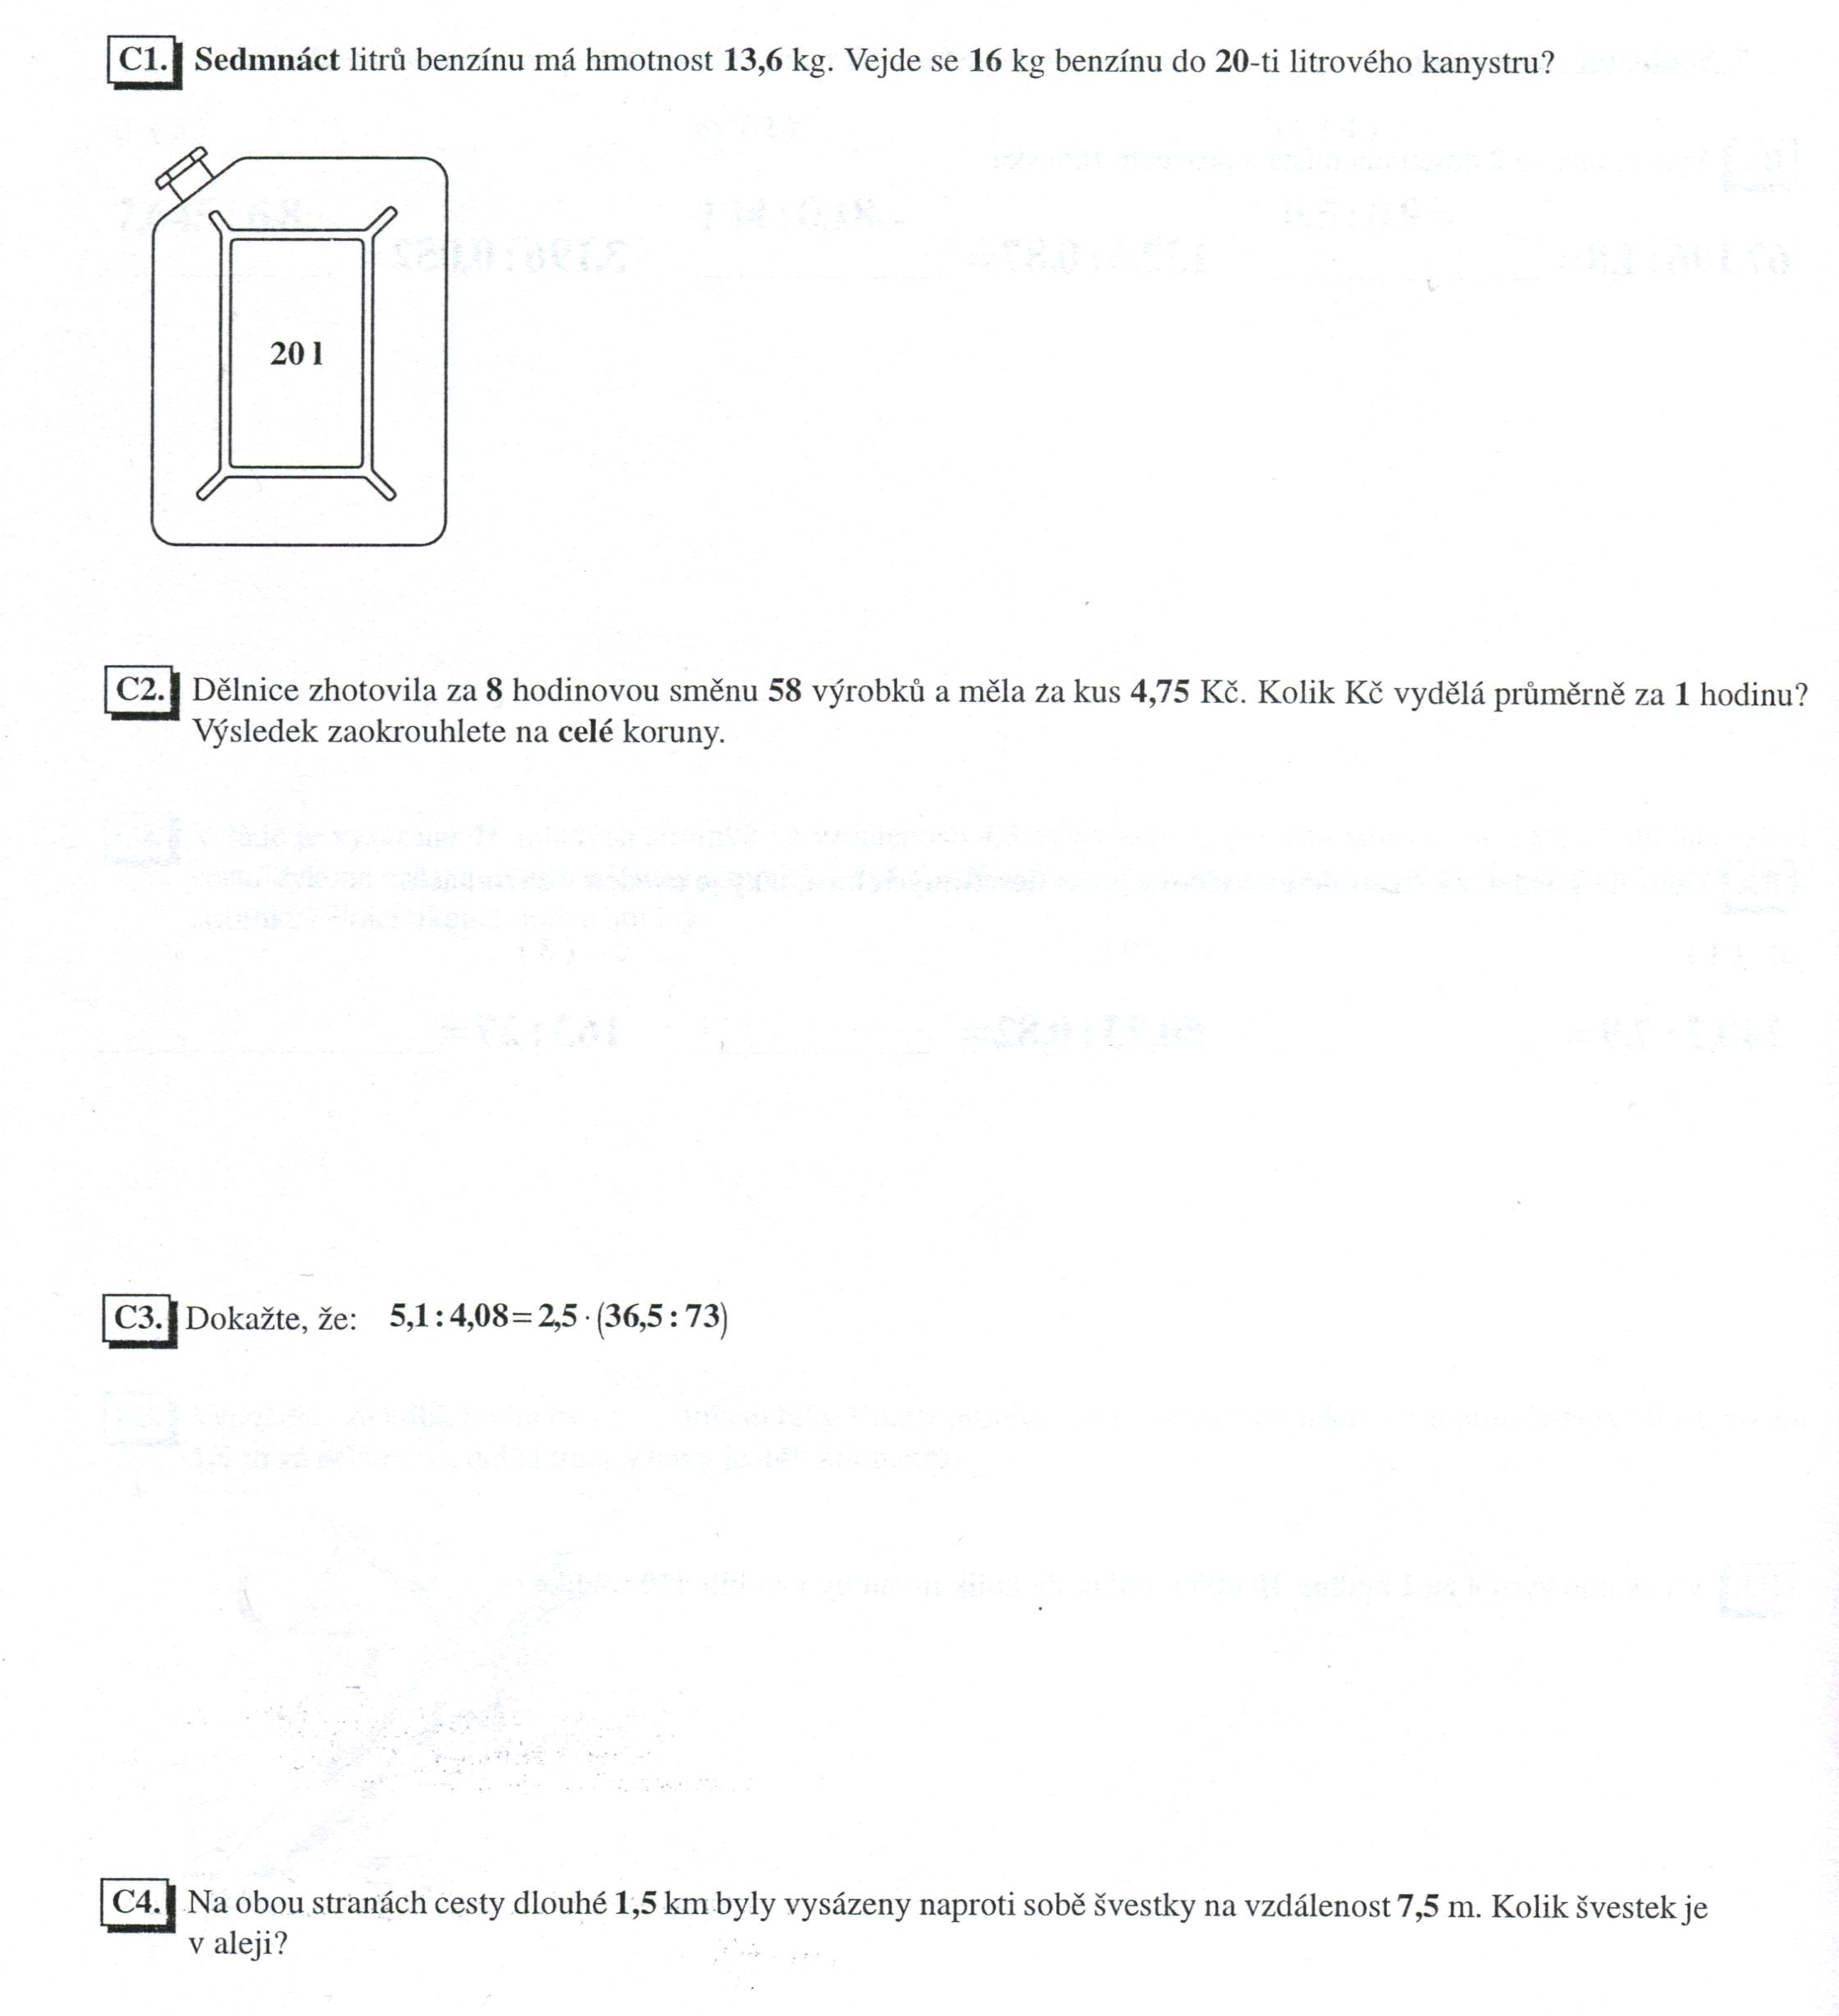 C1. Sedmnáct litrů benzínu má hmotnost 13,6 kg. Vejde se 16 kg benzínu do 20-ti litrového kanystru?
20 l
C2. Dělnice zhotovila za 8 hodinovou směnu 58 výrobků a měla za kus 4,75 Kč. Kolik Kč vydělá průměrně za 1 hodinu?
Výsledek zaokrouhlete na celé koruny.
C3. Dokažte, že: 5,1 : 4,08 = 2,5 · (36,5 : 73)
C4. Na obou stranách cesty dlouhé 1,5 km byly vysázeny naproti sobě švestky na vzdálenost 7,5 m. Kolik švestek je
v aleji?